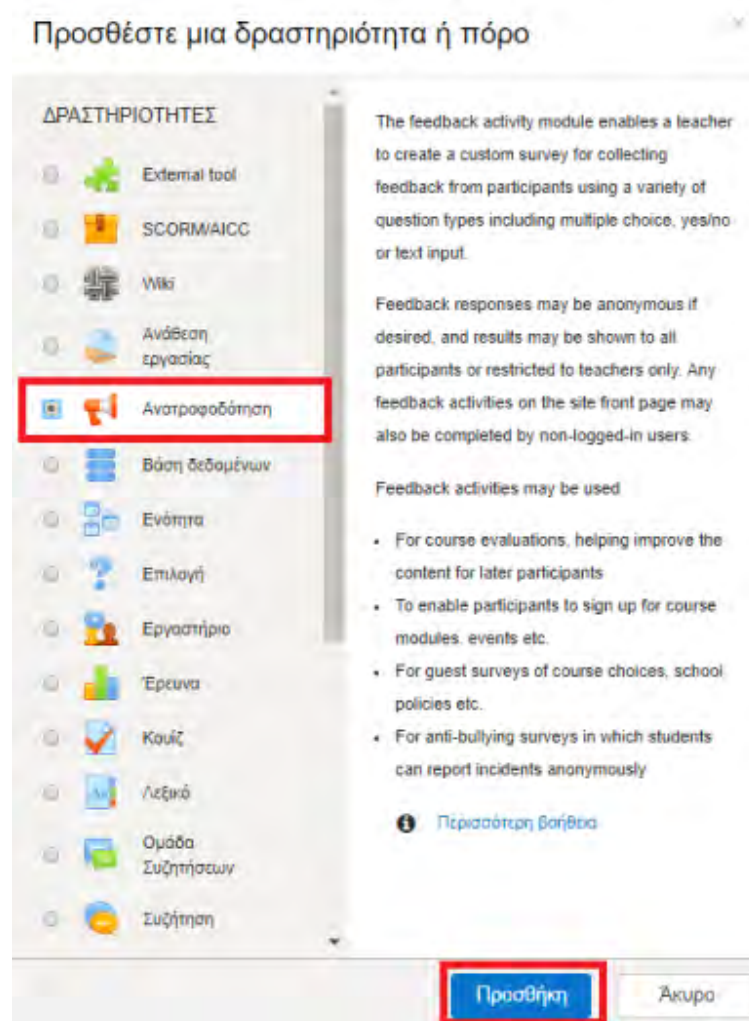 Προσθέστε μια δραστηριότητα ή πόρο
×
ΔΡΑΣΤΗΡΙΟΤΗΤΕΣ
External tool
SCORM/AICC
Wiki
Ανάθεση
εργασίας
Ανατροφοδότηση
Βάση δεδομένων
Ενότητα
Επιλογή
Εργαστήριο
Έρευνα
Κουίζ
Λεξικό
Ομάδα
Συζητήσεων
Συζήτηση
The feedback activity module enables a teacher
to create a custom survey for collecting
feedback from participants using a variety of
question types including multiple choice, yes/no
or text input.
Feedback responses may be anonymous if
desired, and results may be shown to all
participants or restricted to teachers only. Any
feedback activities on the site front page may
also be completed by non-logged-in users.
Feedback activities may be used
• For course evaluations, helping improve the
content for later participants
• To enable participants to sign up for course
modules, events etc.
• For guest surveys of course choices, school
policies etc.
• For anti-bullying surveys in which students
can report incidents anonymously
Περισσότερη βοήθεια
Προσθήκη
Άκυρο